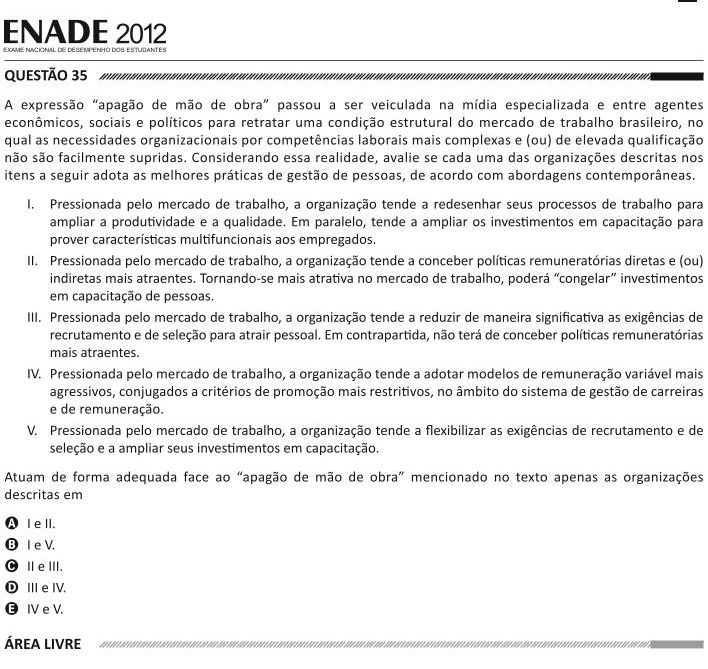 ENADE 2012
EXAME NACIONAL DE DESEMPENHO DOS ESTUDANTES
QUESTÃO 35
A expressão “apagão de mão de obra” passou a ser veiculada na mídia especializada e entre agentes
econômicos, sociais e políticos para retratar uma condição estrutural do mercado de trabalho brasileiro, no
qual as necessidades organizacionais por competências laborais mais complexas e (ou) de elevada qualificação
não são facilmente supridas. Considerando essa realidade, avalie se cada uma das organizações descritas nos
itens a seguir adota as melhores práticas de gestão de pessoas, de acordo com abordagens contemporâneas.
I. Pressionada pelo mercado de trabalho, a organização tende a redesenhar seus processos de trabalho para
ampliar a produtividade e a qualidade. Em paralelo, tende a ampliar os investimentos em capacitação para
prover características multifuncionais aos empregados.
II. Pressionada pelo mercado de trabalho, a organização tende a conceber políticas remuneratórias diretas e (ou)
indiretas mais atraentes. Tornando-se mais atrativa no mercado de trabalho, poderá “congelar” investimentos
em capacitação de pessoas.
III. Pressionada pelo mercado de trabalho, a organização tende a reduzir de maneira significativa as exigências de
recrutamento e de seleção para atrair pessoal. Em contrapartida, não terá de conceber políticas remuneratórias
mais atraentes.
IV. Pressionada pelo mercado de trabalho, a organização tende a adotar modelos de remuneração variável mais
agressivos, conjugados a critérios de promoção mais restritivos, no âmbito do sistema de gestão de carreiras
e de remuneração.
V. Pressionada pelo mercado de trabalho, a organização tende a flexibilizar as exigências de recrutamento e de
seleção e a ampliar seus investimentos em capacitação.
Atuam de forma adequada face ao “apagão de mão de obra” mencionado no texto apenas as organizações
descritas em
A I e II.
B I e V.
C II e III.
D III e IV.
E IV e V.
ÁREA LIVRE